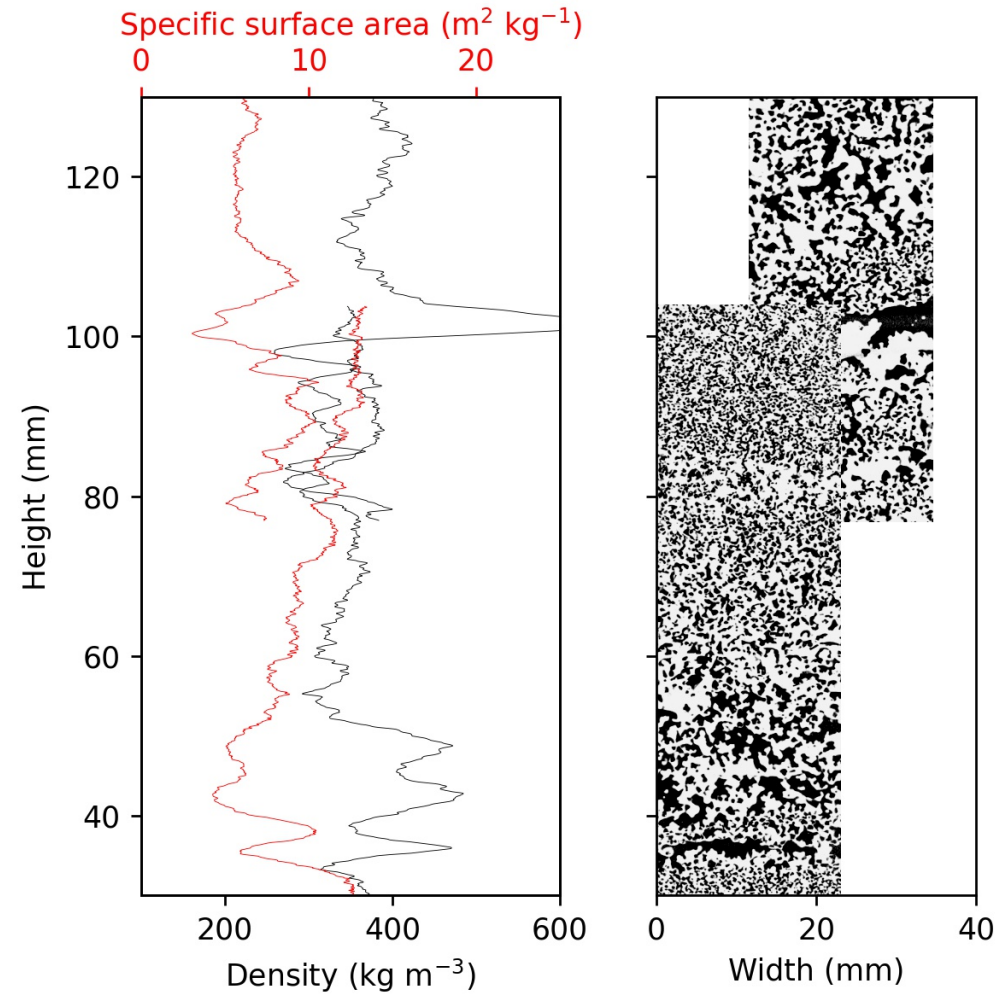 Specific surface area (m² kg⁻¹)
0 10 20
120
100
80
60
40
Height (mm)
200 400 600
Density (kg m⁻³)
0 20 40
Width (mm)